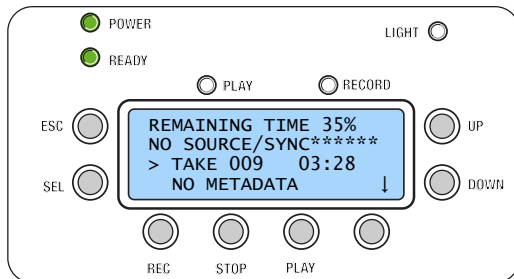 POWER
LIGHT
READY
PLAY
RECORD
ESC
REMAINING TIME 35%
UP
NO SOURCE/SYNC******
> TAKE 009 03:28
SEL
NO METADATA ↓
DOWN
REC
STOP
PLAY